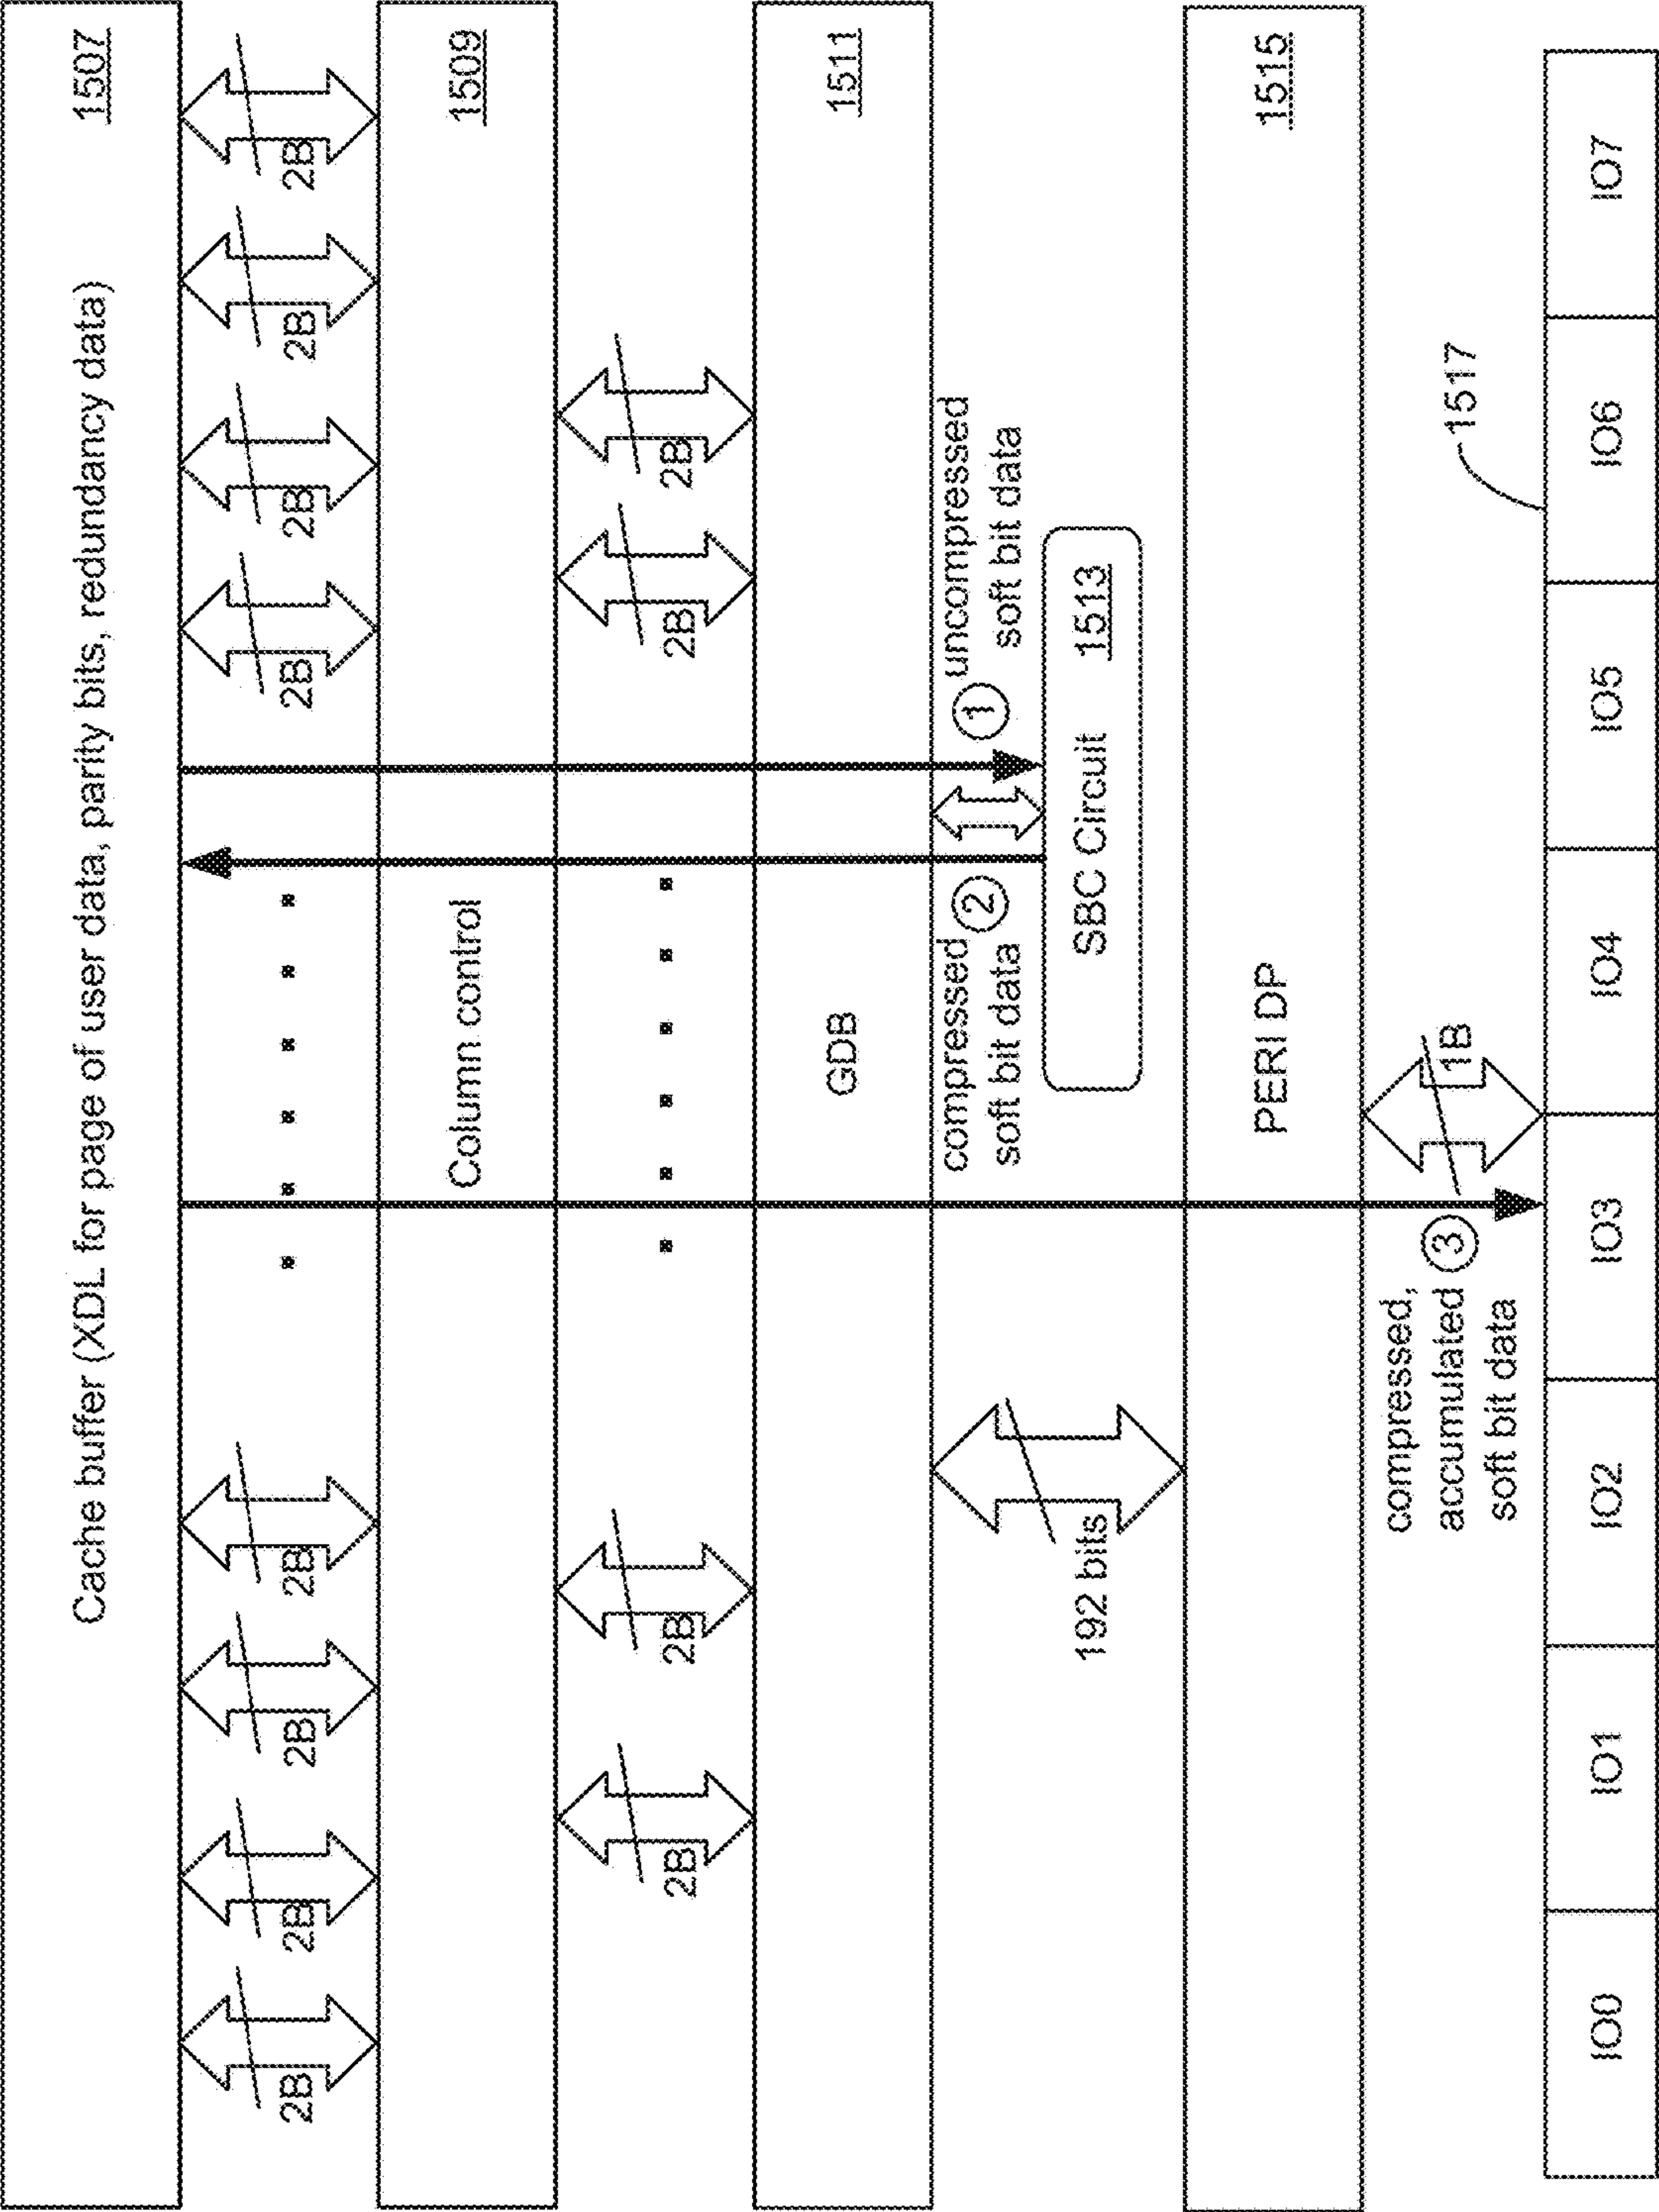 Cache buffer (XDL for page of user data, parity bits, redundancy data) 1507
2B 2B 2B 2B 2B 2B 2B 2B
Column control 1509
2B 2B 2B 2B
GDB 1511
192 bits
compressed
soft bit data
2
1
uncompressed
soft bit data
SBC Circuit 1513
PERI DP 1515
compressed,
accumulated
soft bit data
3
1B
1517
IO0 IO1 IO2 IO3 IO4 IO5 IO6 IO7